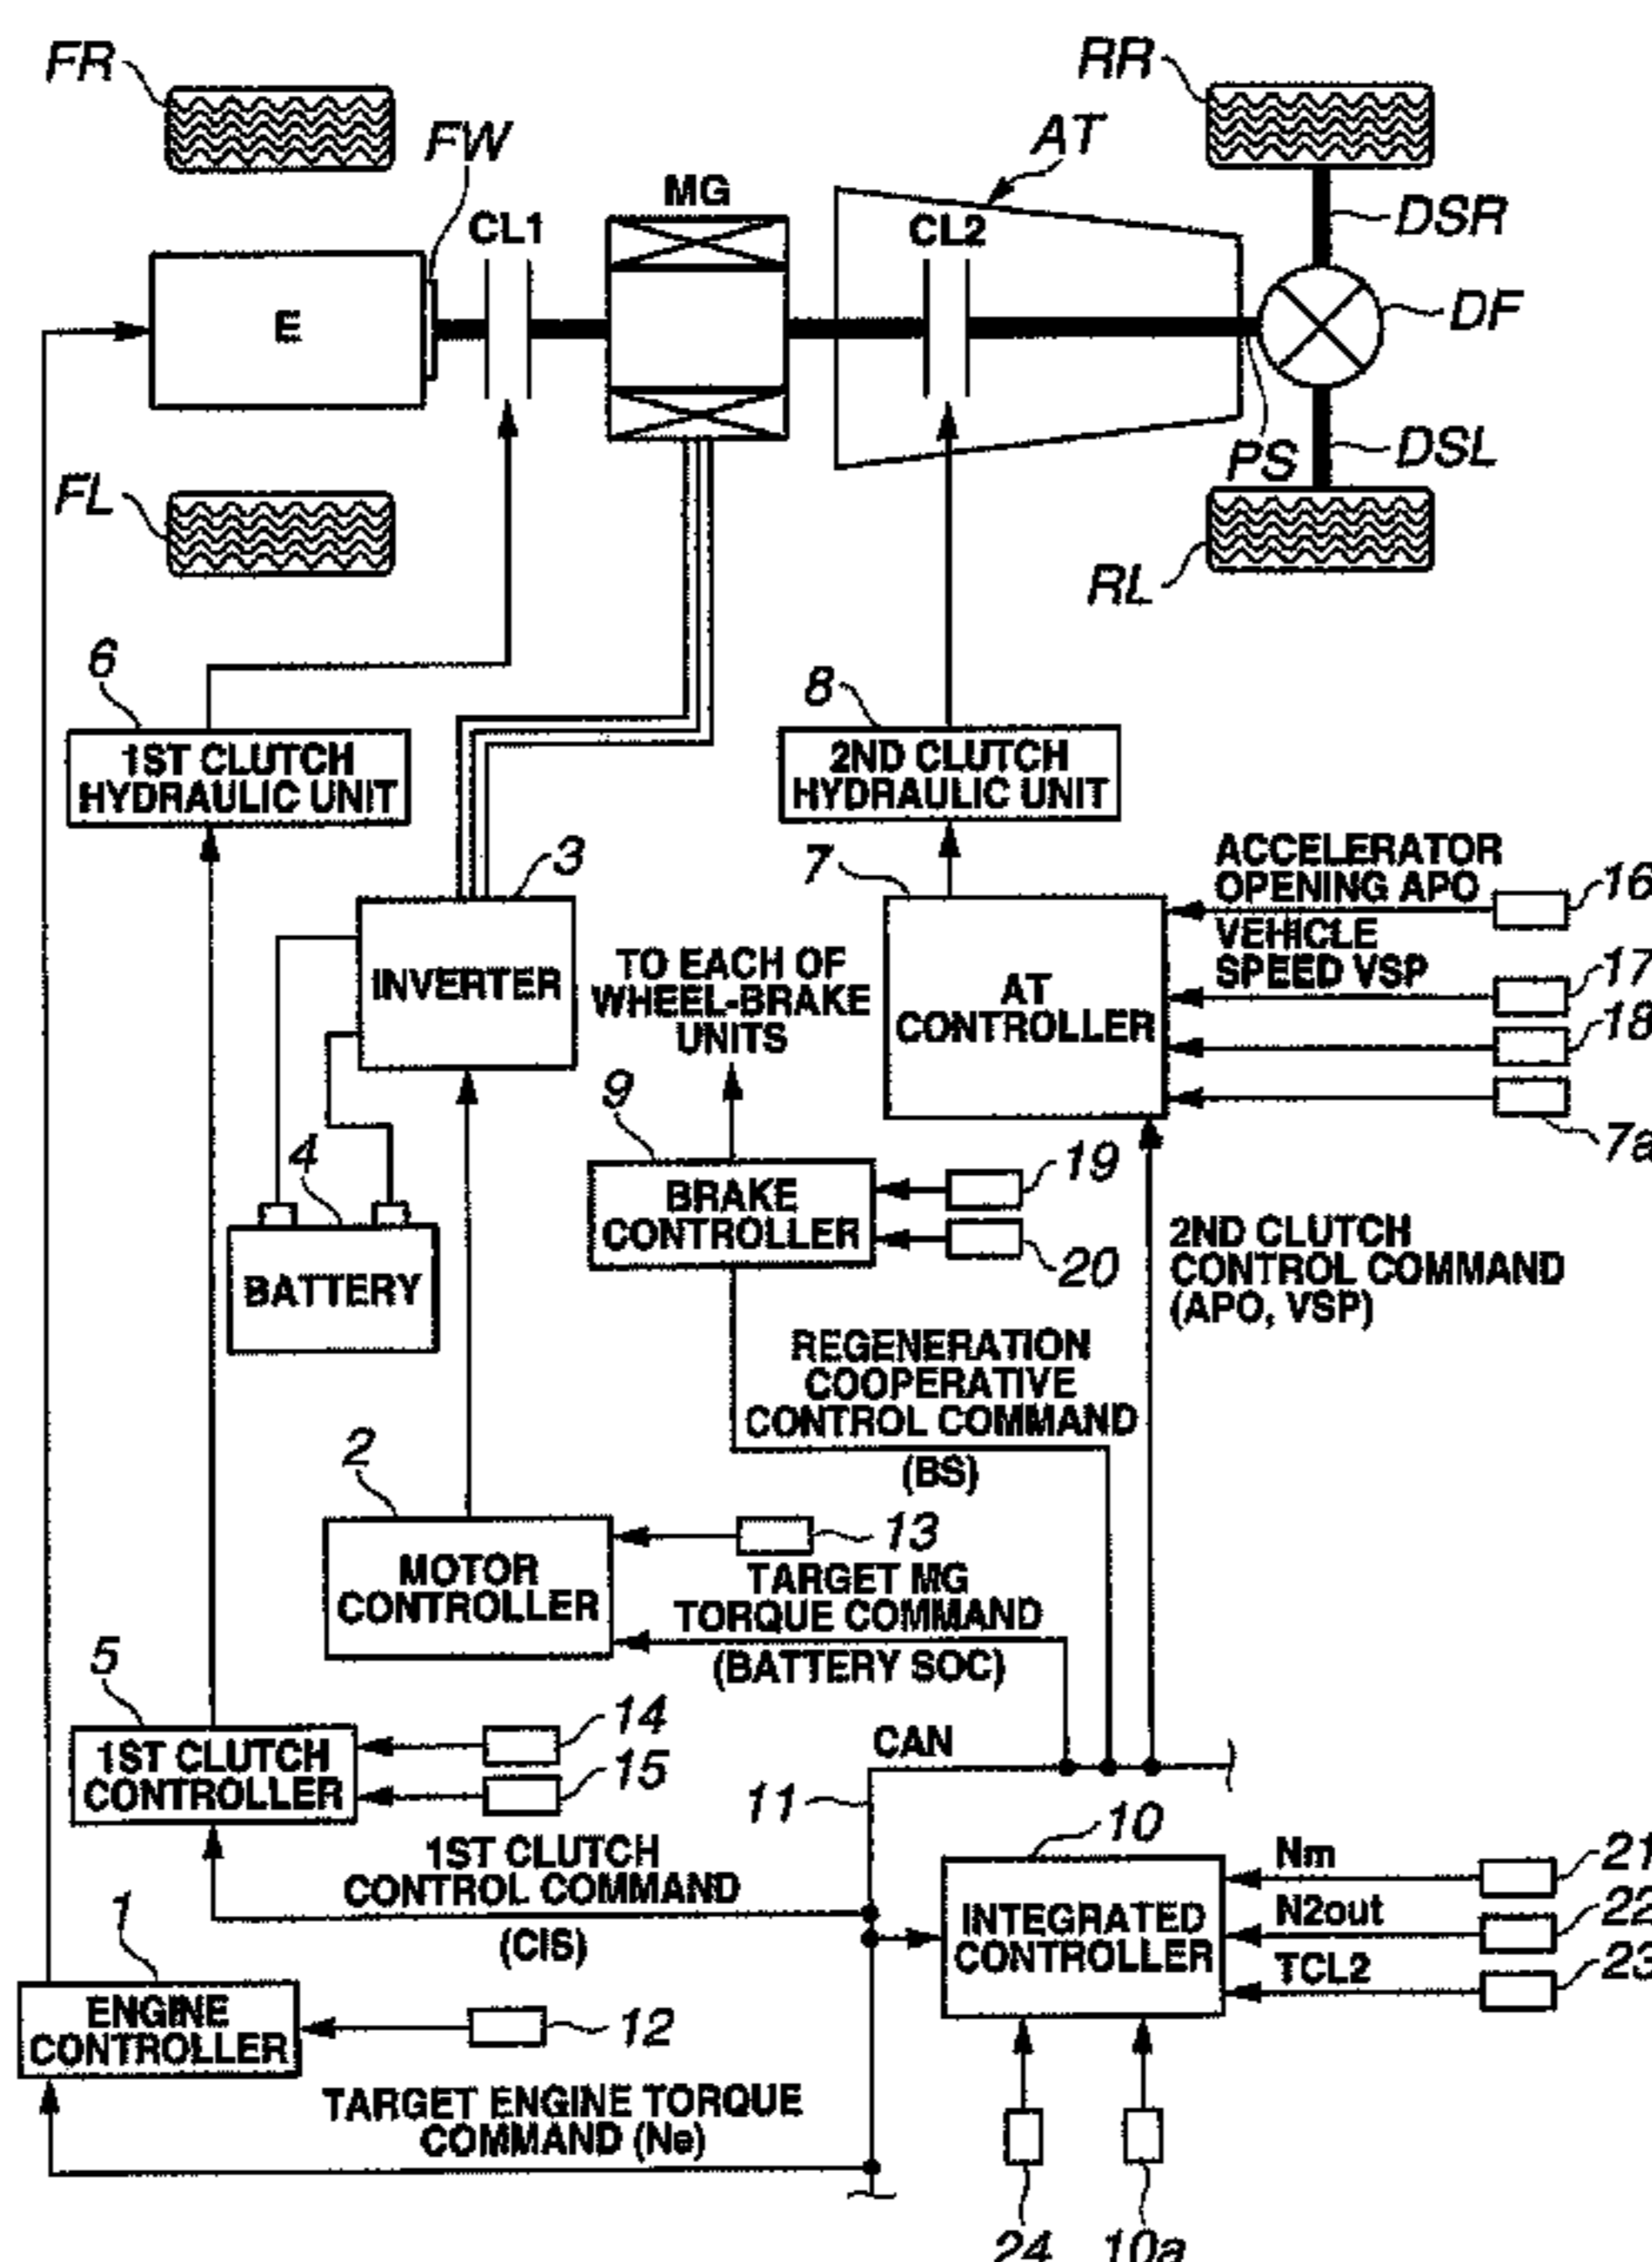 FR
RR
FW
AT
MG
CL1
CL2
DSR
E
DF
PS
DSL
FL
RL
6
8
1ST CLUTCH
HYDRAULIC UNIT
2ND CLUTCH
HYDRAULIC UNIT
3
7
ACCELERATOR
OPENING APO
16
VEHICLE
SPEED VSP
17
INVERTER
TO EACH OF
WHEEL-BRAKE
UNITS
AT
CONTROLLER
18
7a
9
4
19
BRAKE
CONTROLLER
20
BATTERY
2ND CLUTCH
CONTROL COMMAND
(APO, VSP)
REGENERATION
COOPERATIVE
CONTROL COMMAND
(BS)
2
13
MOTOR
CONTROLLER
TARGET MG
TORQUE COMMAND
(BATTERY SOC)
5
14
1ST CLUTCH
CONTROLLER
15
CAN
11
10
1ST CLUTCH
CONTROL COMMAND
(CIS)
Nm
21
INTEGRATED
CONTROLLER
N2out
22
TCL2
23
1
ENGINE
CONTROLLER
12
TARGET ENGINE TORQUE
COMMAND (Ne)
24
10a